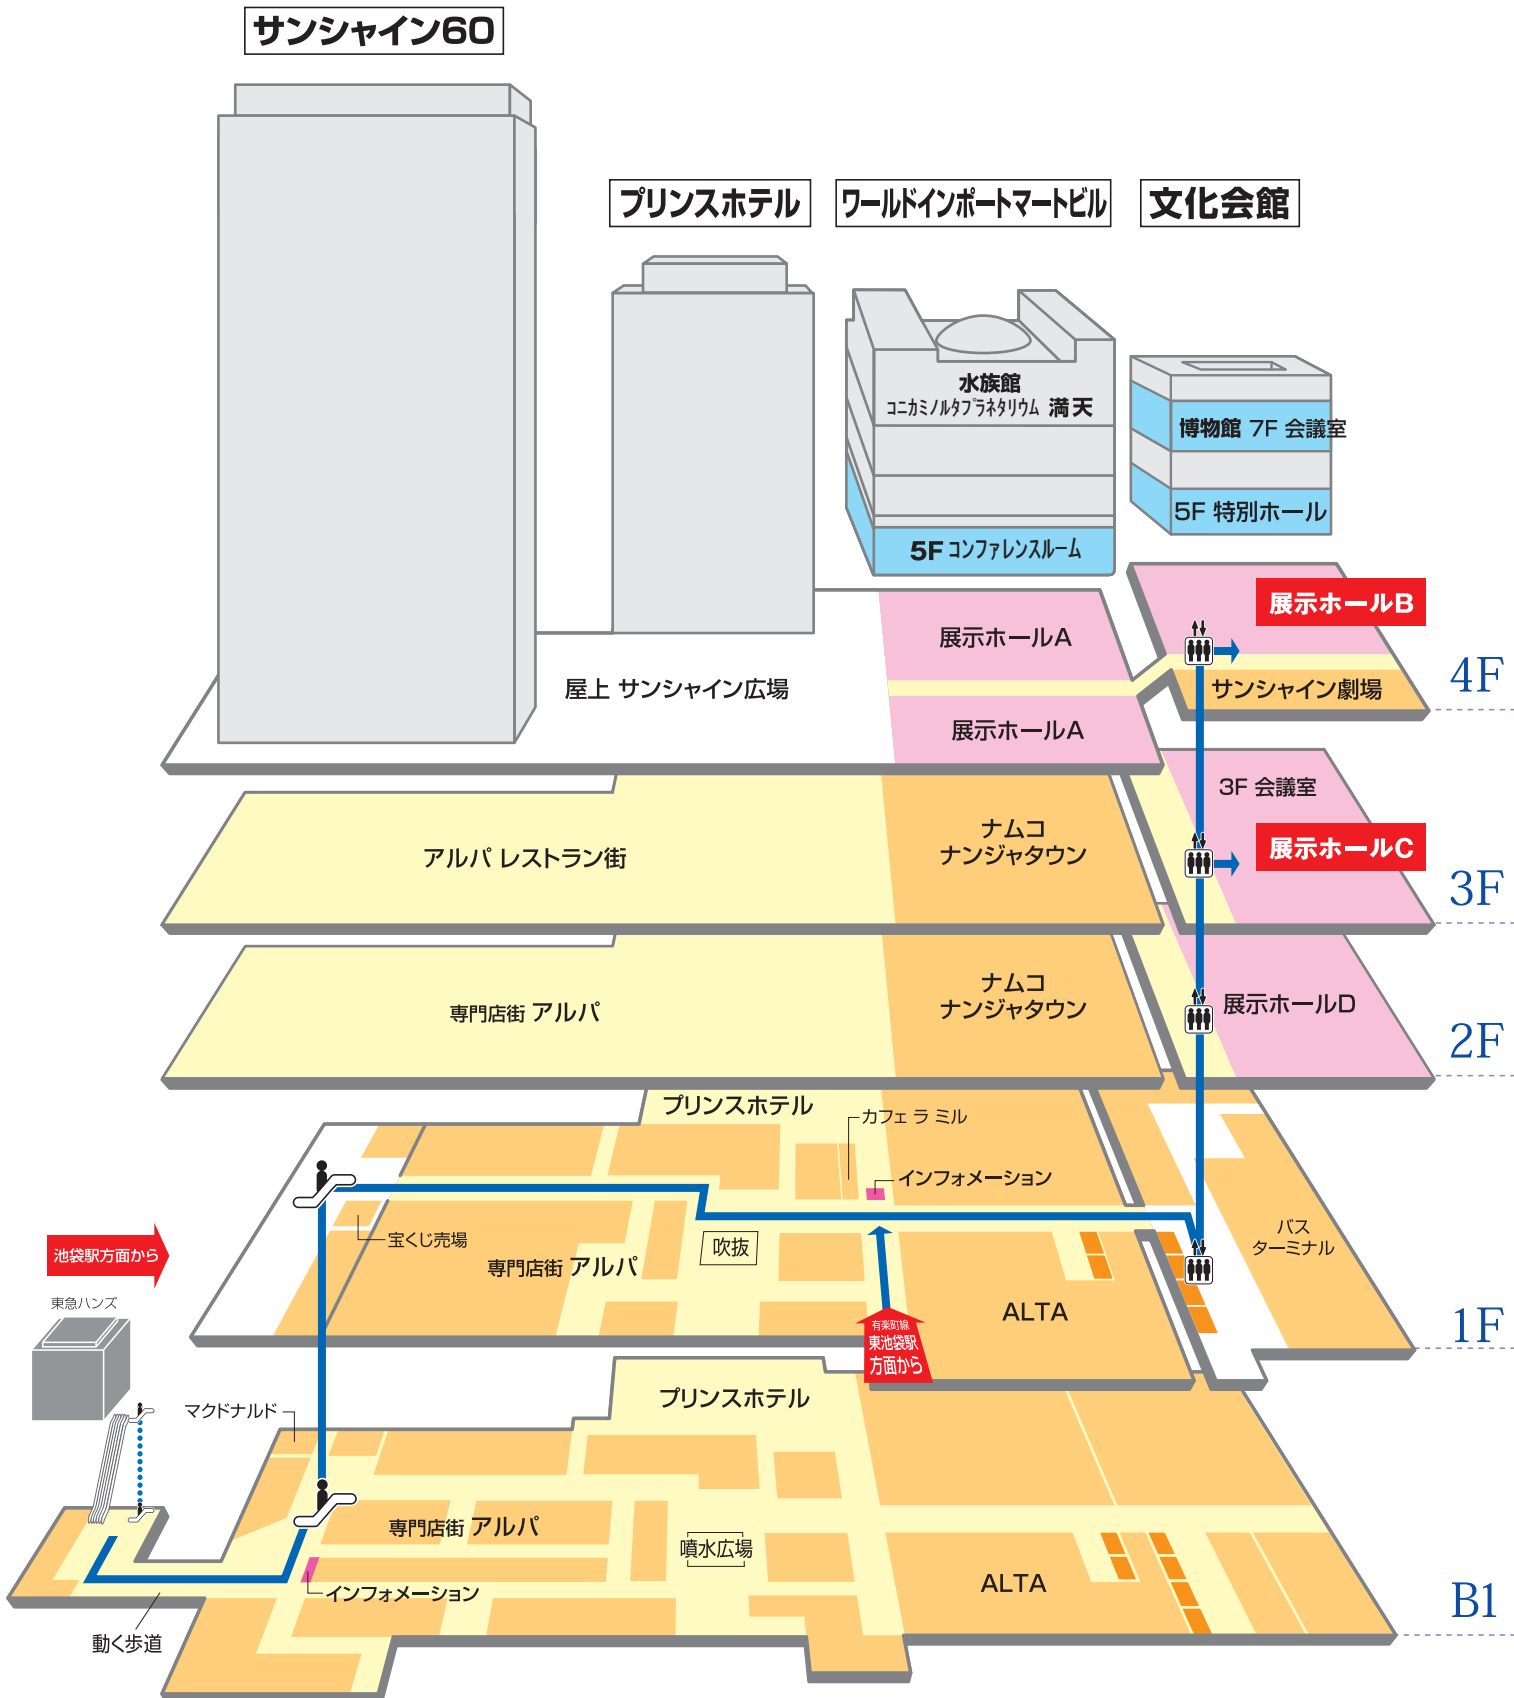 サンシャイン60
プリンスホテル
ワールドインポートマートビル
文化会館
水族館
コニカミノルタプラネタリウム 満天
博物館 7F 会議室
5F 特別ホール
5F コンファレンスルーム
展示ホールB
展示ホールA
4F
屋上 サンシャイン広場
サンシャイン劇場
展示ホールA
3F 会議室
ナムコ
ナンジャタウン
展示ホールC
アルパ レストラン街
3F
ナムコ
ナンジャタウン
展示ホールD
専門店街 アルパ
2F
プリンスホテル
カフェ ラ ミル
インフォメーション
バス
ターミナル
宝くじ売場
吹抜
池袋駅方面から
専門店街 アルパ
東急ハンズ
ALTA
有楽町線
東池袋駅
方面から
1F
プリンスホテル
マクドナルド
専門店街 アルパ
噴水広場
ALTA
インフォメーション
B1
動く歩道